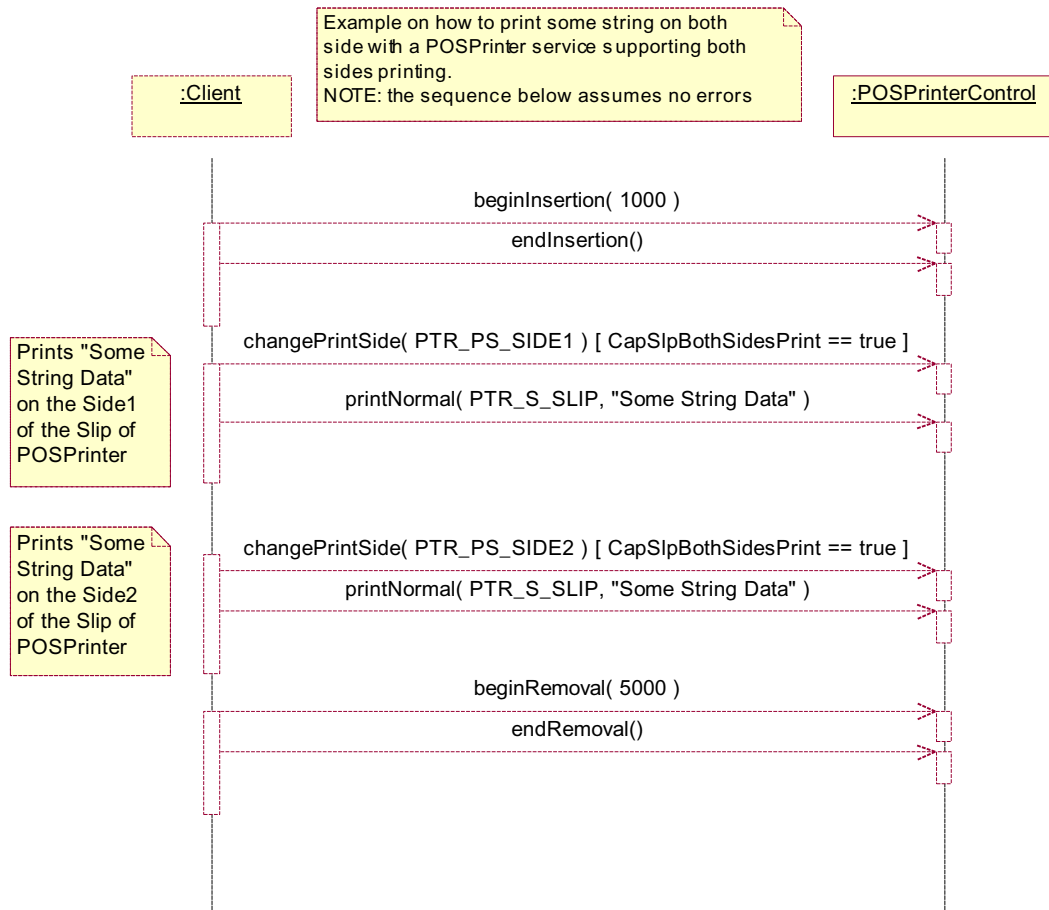 Example on how to print some string on both
side with a POSPrinter service supporting both
sides printing.
NOTE: the sequence below assumes no errors
:Client
:POSPrinterControl
beginInsertion( 1000 )
endInsertion()
changePrintSide( PTR_PS_SIDE1 ) [ CapSlpBothSidesPrint == true ]
Prints "Some
String Data"
on the Side1
of the Slip of
POSPrinter
printNormal( PTR_S_SLIP, "Some String Data" )
changePrintSide( PTR_PS_SIDE2 ) [ CapSlpBothSidesPrint == true ]
Prints "Some
String Data"
on the Side2
of the Slip of
POSPrinter
printNormal( PTR_S_SLIP, "Some String Data" )
beginRemoval( 5000 )
endRemoval()